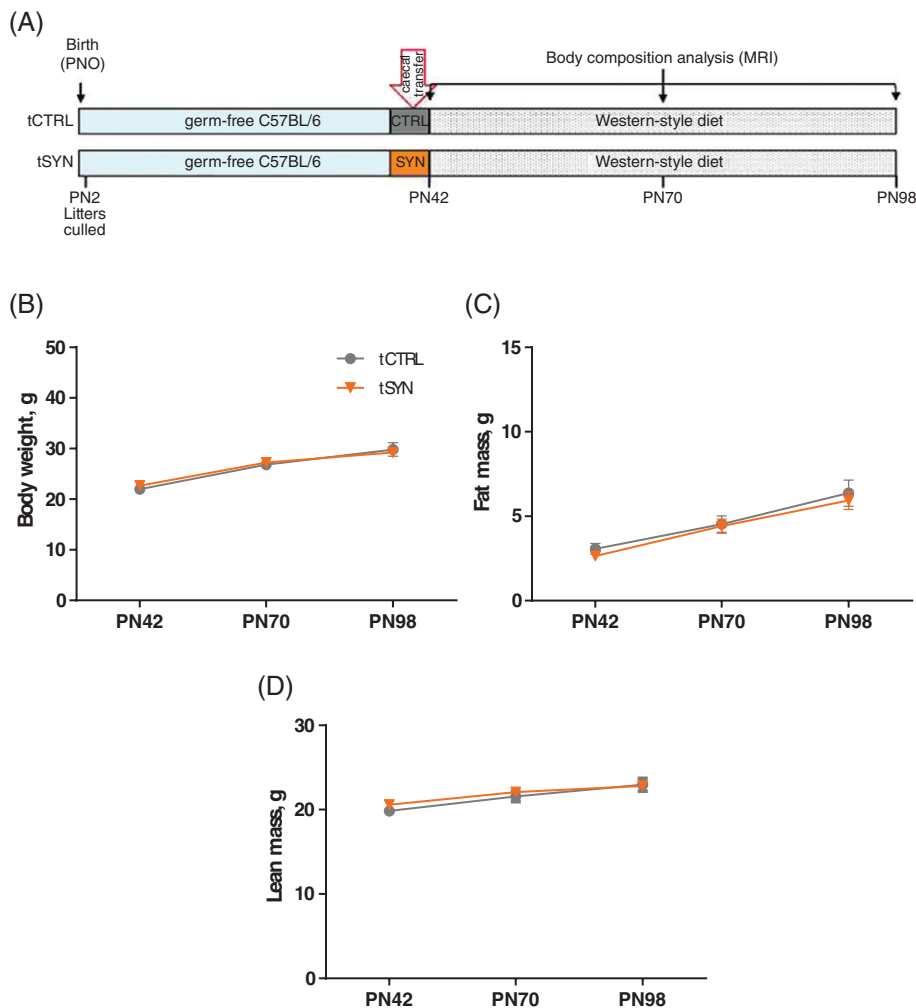 (A)
Birth
(PNO)
caecal
transfer
Body composition analysis (MRI)
tCTRL
germ-free C57BL/6
CTRL
Western-style diet
tSYN
germ-free C57BL/6
SYN
Western-style diet
PN2
Litters
culled
PN42
PN70
PN98
(B)
50
40
30
20
10
0
Body weight, g
tCTRL
tSYN
PN42
PN70
PN98
(C)
15
10
5
0
Fat mass, g
PN42
PN70
PN98
(D)
30
20
10
0
Lean mass, g
PN42
PN70
PN98